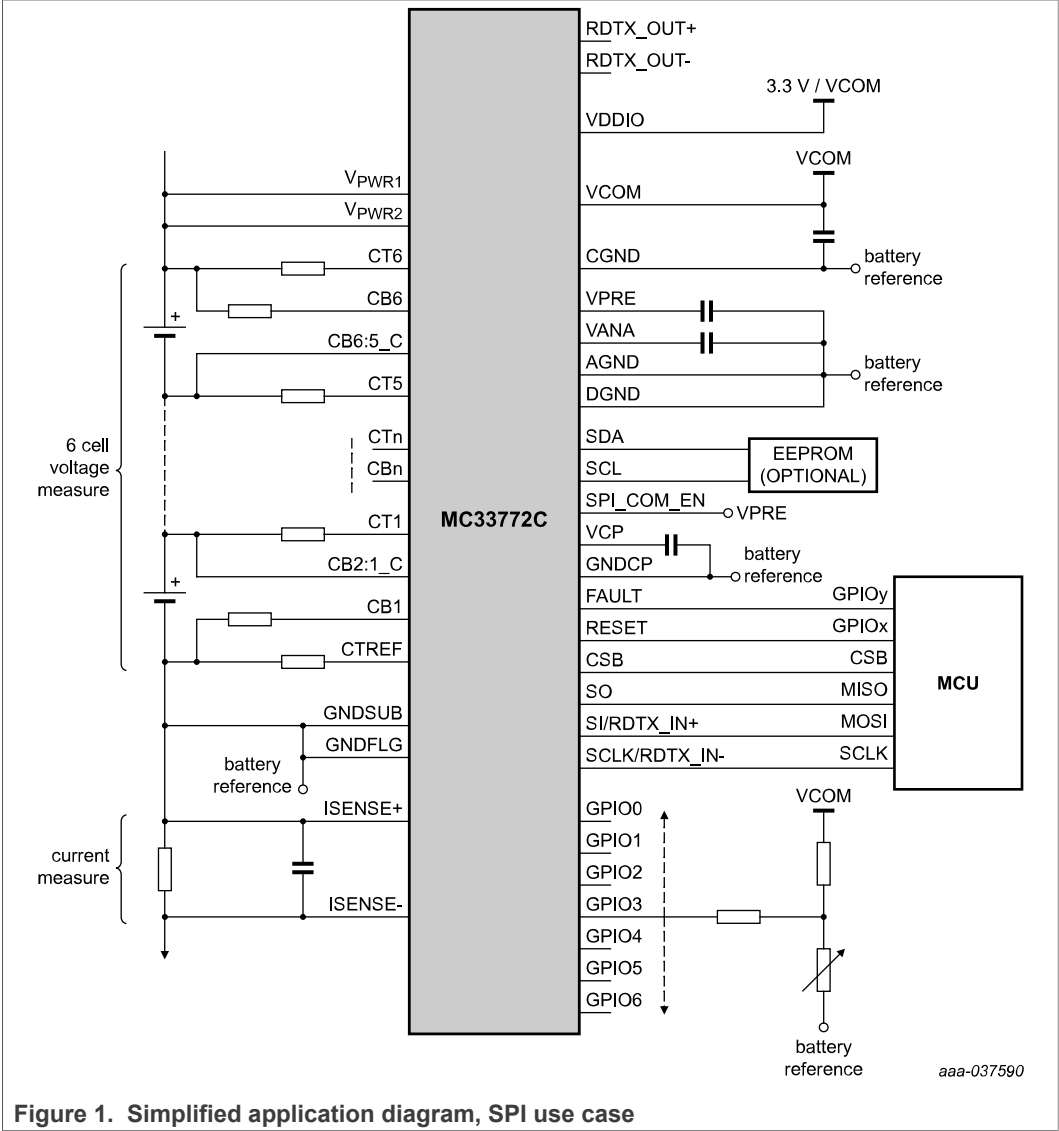 RDTX_OUT+
RDTX_OUT-
3.3 V / VCOM
VDDIO
VCOM
VPWR1
VCOM
VPWR2
CT6
CGND
battery
reference
CB6
VPRE
+
VANA
CB6:5_C
AGND
battery
reference
CT5
DGND
6 cell
voltage
measure
CTn
SDA
EEPROM
(OPTIONAL)
CBn
SCL
SPI_COM_EN
VPRE
MC33772C
CT1
VCP
battery
reference
CB2:1_C
GNDCP
+
CB1
FAULT
GPIOy
RESET
GPIOx
CTREF
CSB
CSB
MCU
SO
MISO
GNDSUB
SI/RDTX_IN+
MOSI
GNDFLG
SCLK/RDTX_IN-
SCLK
battery
reference
VCOM
ISENSE+
GPIO0
GPIO1
current
measure
GPIO2
ISENSE-
GPIO3
GPIO4
GPIO5
GPIO6
battery
reference
aaa-037590
Figure 1. Simplified application diagram, SPI use case